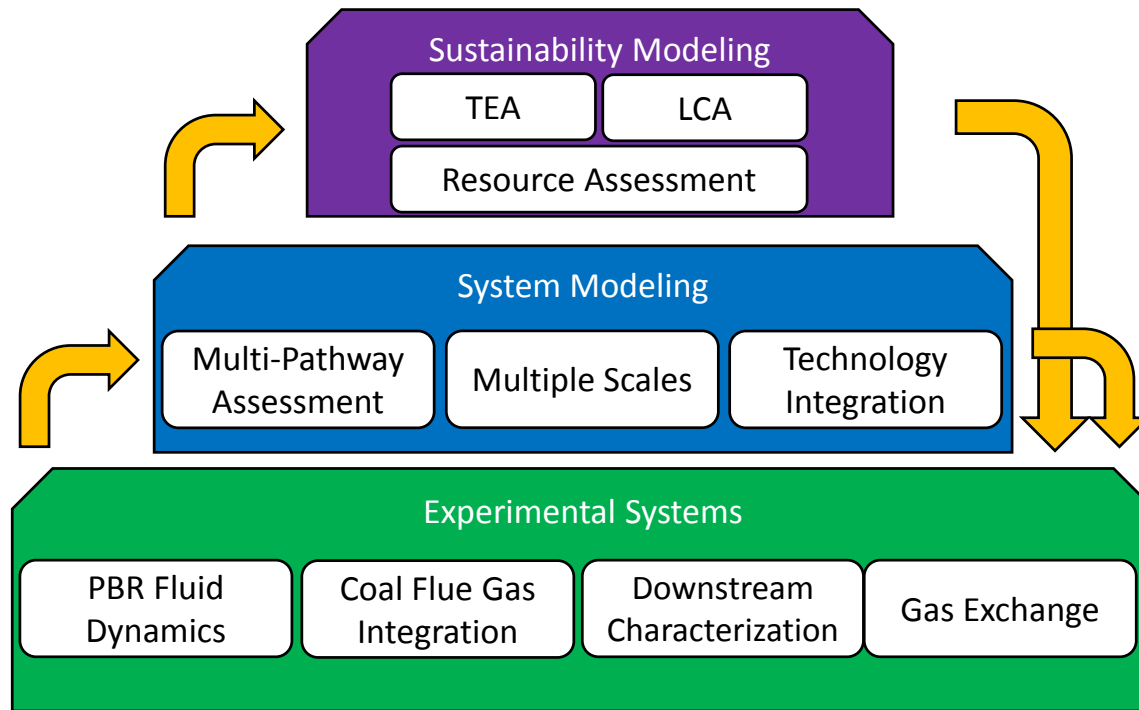 Sustainability Modeling
TEA
LCA
Resource Assessment
System Modeling
Multi-Pathway
Assessment
Multiple Scales
Technology
Integration
Experimental Systems
PBR Fluid
Dynamics
Coal Flue Gas
Integration
Downstream
Characterization
Gas Exchange